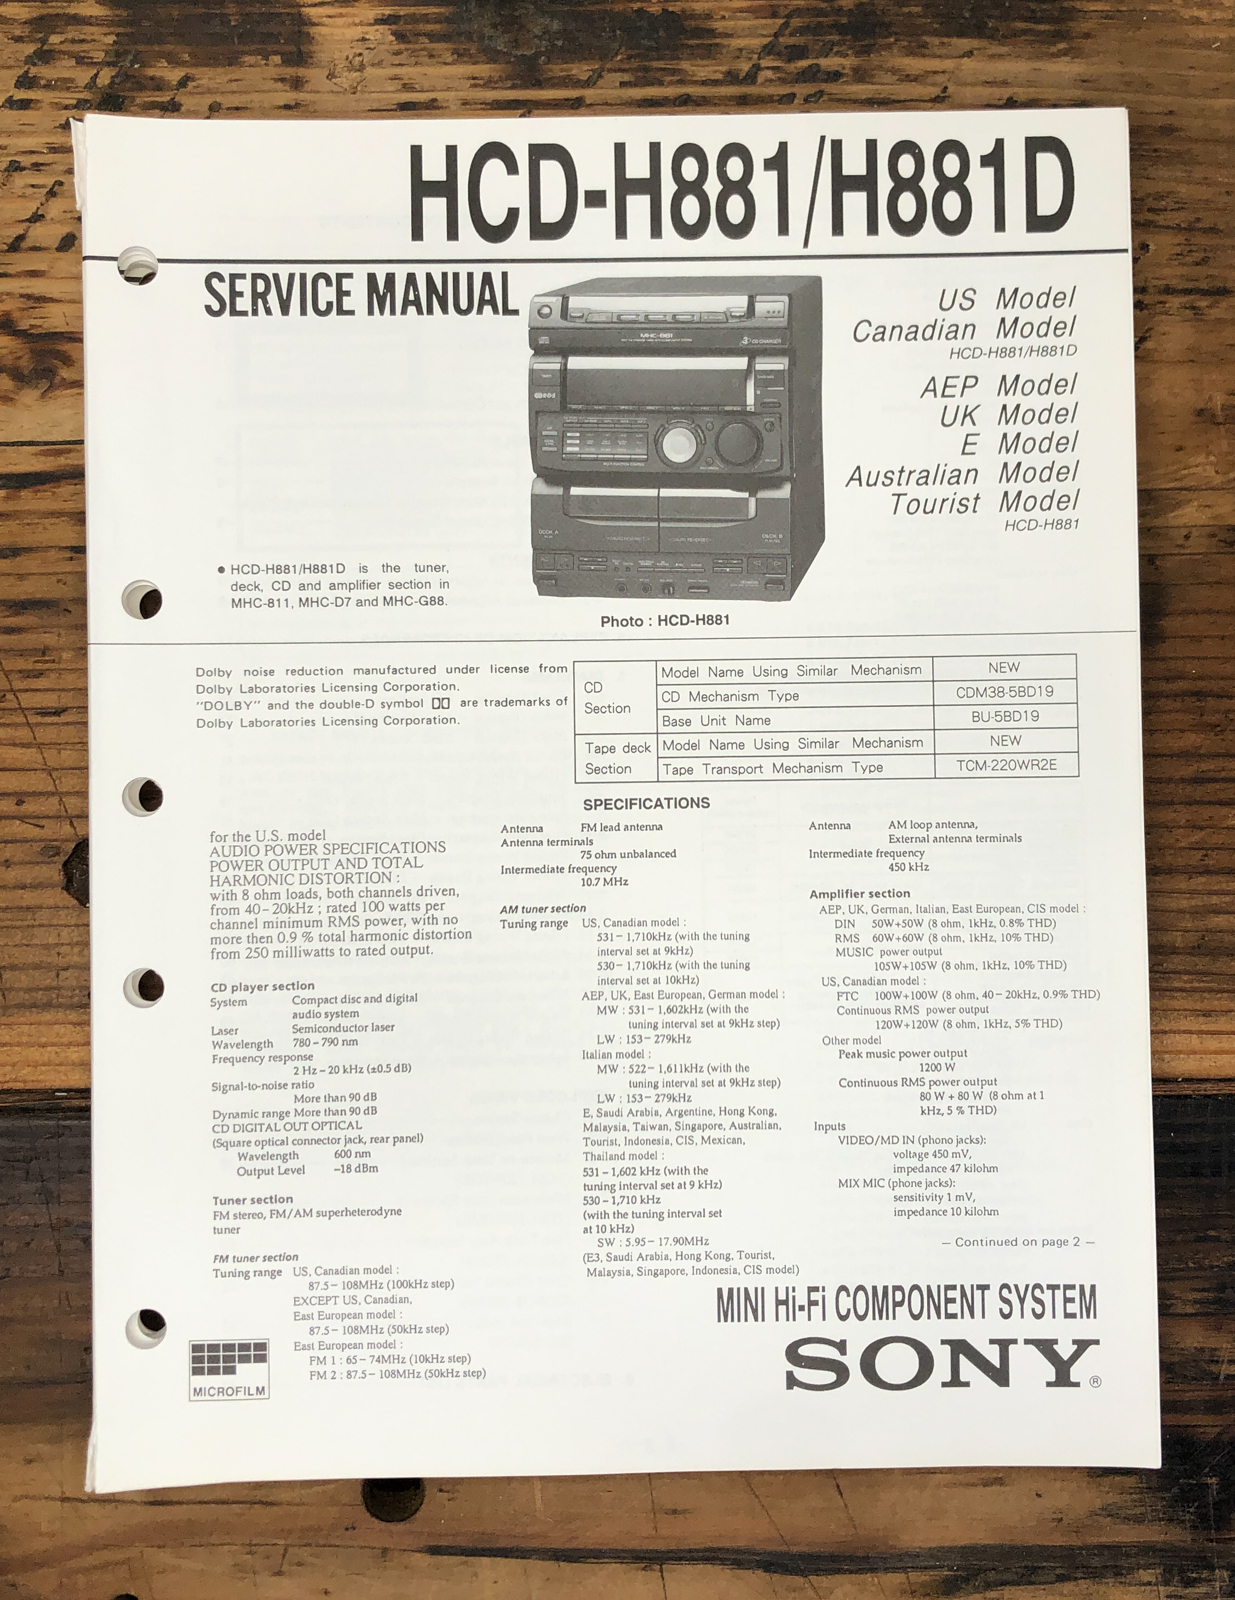 HCD-H881/H881D
SERVICE MANUAL
US Model
Canadian Model
HCD-H881/H881D
AEP Model
UK Model
E Model
Australian Model
Tourist Model
HCD-H881
MHC-881
3 CD CHANGER
DECK A
DECK B
● HCD-H881/H881D is the tuner,
deck, CD and amplifier section in
MHC-811, MHC-D7 and MHC-G88.
Photo : HCD-H881
Dolby noise reduction manufactured under license from
Dolby Laboratories Licensing Corporation.
"DOLBY" and the double-D symbol are trademarks of
Dolby Laboratories Licensing Corporation.
CD Section
Model Name Using Similar Mechanism NEW
CD Mechanism Type CDM38-5BD19
Base Unit Name BU-5BD19
Tape deck Section
Model Name Using Similar Mechanism NEW
Tape Transport Mechanism Type TCM-220WR2E
SPECIFICATIONS
for the U.S. model
AUDIO POWER SPECIFICATIONS
POWER OUTPUT AND TOTAL
HARMONIC DISTORTION :
with 8 ohm loads, both channels driven,
from 40–20kHz ; rated 100 watts per
channel minimum RMS power, with no
more then 0.9 % total harmonic distortion
from 250 milliwatts to rated output.
CD player section
System Compact disc and digital
audio system
Laser Semiconductor laser
Wavelength 780–790 nm
Frequency response
2 Hz–20 kHz (±0.5 dB)
Signal-to-noise ratio
More than 90 dB
Dynamic range More than 90 dB
CD DIGITAL OUT OPTICAL
(Square optical connector jack, rear panel)
Wavelength 600 nm
Output Level –18 dBm
Tuner section
FM stereo, FM/AM superheterodyne
tuner
FM tuner section
Tuning range US, Canadian model :
87.5–108MHz (100kHz step)
EXCEPT US, Canadian,
East European model :
87.5–108MHz (50kHz step)
East European model :
FM 1 : 65–74MHz (10kHz step)
FM 2 : 87.5–108MHz (50kHz step)
Antenna FM lead antenna
Antenna terminals
75 ohm unbalanced
Intermediate frequency
10.7 MHz
AM tuner section
Tuning range US, Canadian model :
531–1,710kHz (with the tuning
interval set at 9kHz)
530–1,710kHz (with the tuning
interval set at 10kHz)
AEP, UK, East European, German model :
MW : 531–1,602kHz (with the
tuning interval set at 9kHz step)
LW : 153–279kHz
Italian model :
MW : 522–1,611kHz (with the
tuning interval set at 9kHz step)
LW : 153–279kHz
E, Saudi Arabia, Argentine, Hong Kong,
Malaysia, Taiwan, Singapore, Australian,
Tourist, Indonesia, CIS, Mexican,
Thailand model :
531–1,602 kHz (with the
tuning interval set at 9 kHz)
530–1,710 kHz
(with the tuning interval set
at 10 kHz)
SW : 5.95–17.90MHz
(E3, Saudi Arabia, Hong Kong, Tourist,
Malaysia, Singapore, Indonesia, CIS model)
Antenna AM loop antenna,
External antenna terminals
Intermediate frequency
450 kHz
Amplifier section
AEP, UK, German, Italian, East European, CIS model :
DIN 50W+50W (8 ohm, 1kHz, 0.8% THD)
RMS 60W+60W (8 ohm, 1kHz, 10% THD)
MUSIC power output
105W+105W (8 ohm, 1kHz, 10% THD)
US, Canadian model :
FTC 100W+100W (8 ohm, 40–20kHz, 0.9% THD)
Continuous RMS power output
120W+120W (8 ohm, 1kHz, 5% THD)
Other model
Peak music power output
1200 W
Continuous RMS power output
80 W + 80 W (8 ohm at 1
kHz, 5 % THD)
Inputs
VIDEO/MD IN (phono jacks):
voltage 450 mV,
impedance 47 kilohm
MIX MIC (phone jacks):
sensitivity 1 mV,
impedance 10 kilohm
– Continued on page 2 –
MICROFILM
MINI Hi-Fi COMPONENT SYSTEM
SONY®